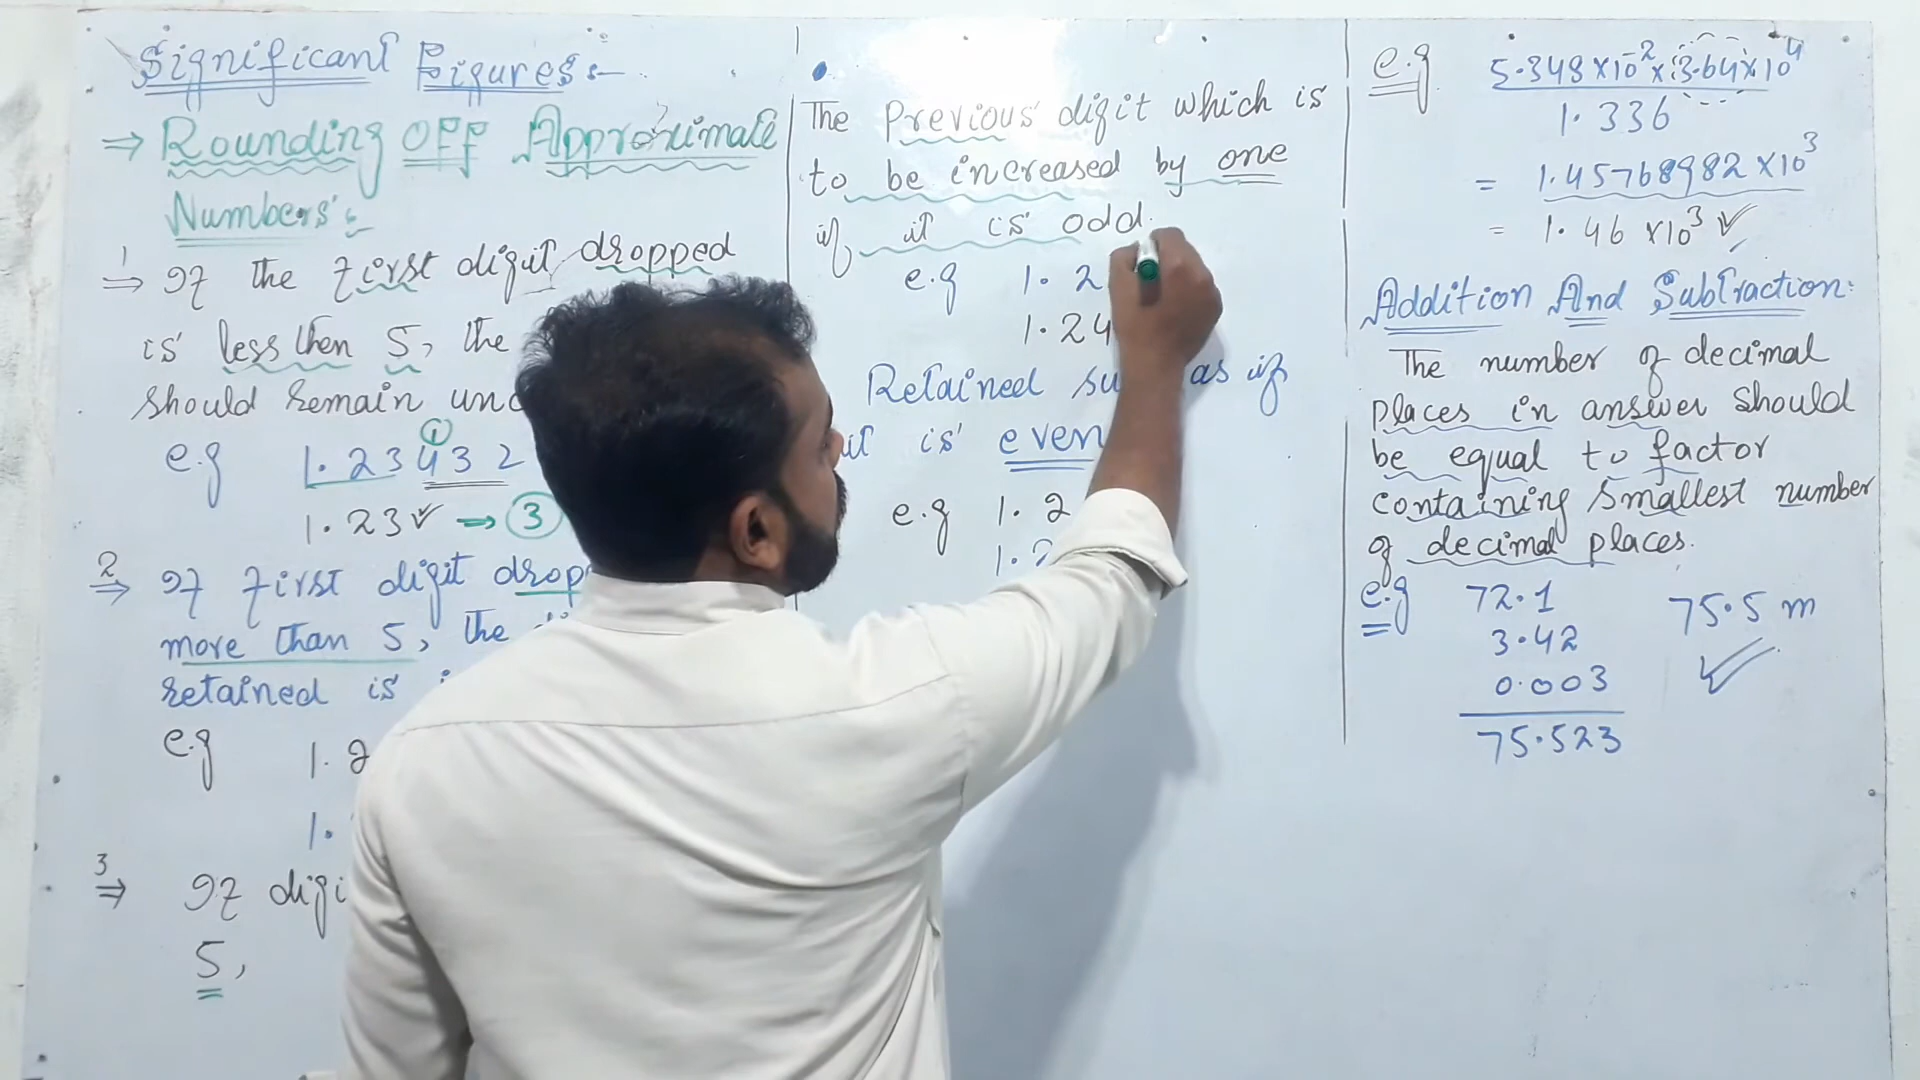 Significant Figures:-
⇒ Rounding OFF Approximate
Numbers:
1 ⇒ If the first digit dropped
is less then 5, the
should remain
e.g 1.23432 1
1.23 ✓ → 3
2 ⇒ If first digit
more than 5, the
retained is
e.g 1.2
1.
3 ⇒ If
5,
The Previous digit which is
to be increased by one
if it is odd.
e.g 1.2
1.24
Retained as if
it is even
e.g 1.2
1.2
e.g 5.348×10⁻²×3.64×10⁴
1.336
= 1.45768982×10³
= 1.46 ×10³ ✓
Addition And Subtraction:
The number of decimal
places in answer should
be equal to factor
containing smallest number
of decimal places.
e.g 72.1 75.5 m
3.42 ✓
0.003
75.523